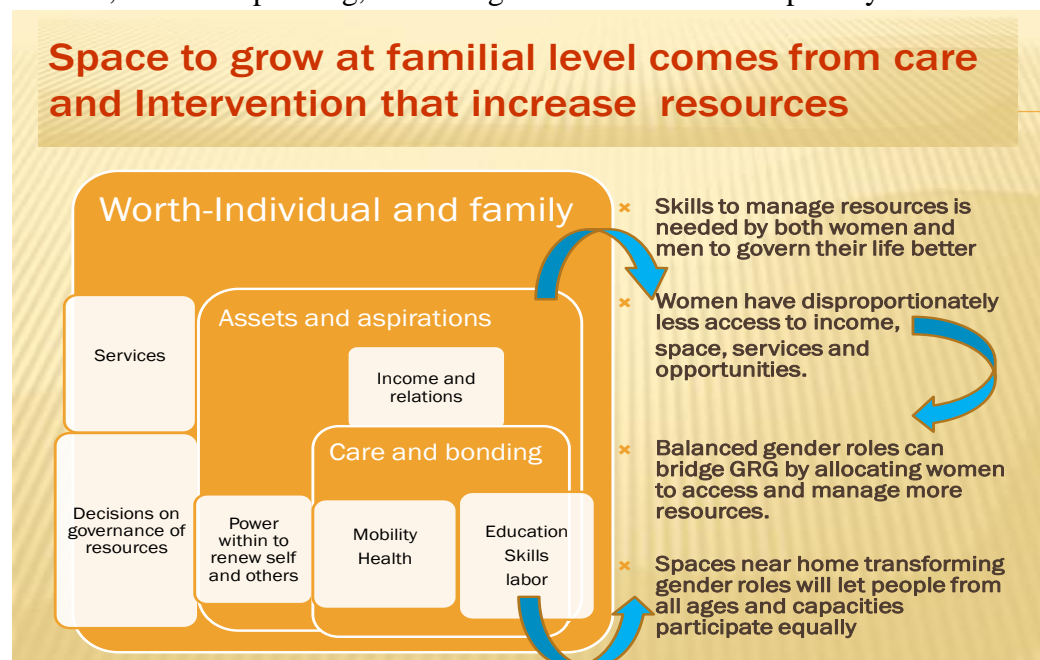 Space to grow at familial level comes from care
and Intervention that increase resources
Worth-Individual and family
Services
Decisions on
governance of
resources
Assets and aspirations
Income and
relations
Power
within to
renew self
and others
Care and bonding
Mobility
Health
Education
Skills
labor
Skills to manage resources is
needed by both women and
men to govern their life better
Women have disproportionately
less access to income,
space, services and
opportunities.
Balanced gender roles can
bridge GRG by allocating women
to access and manage more
resources.
Spaces near home transforming
gender roles will let people from
all ages and capacities
participate equally